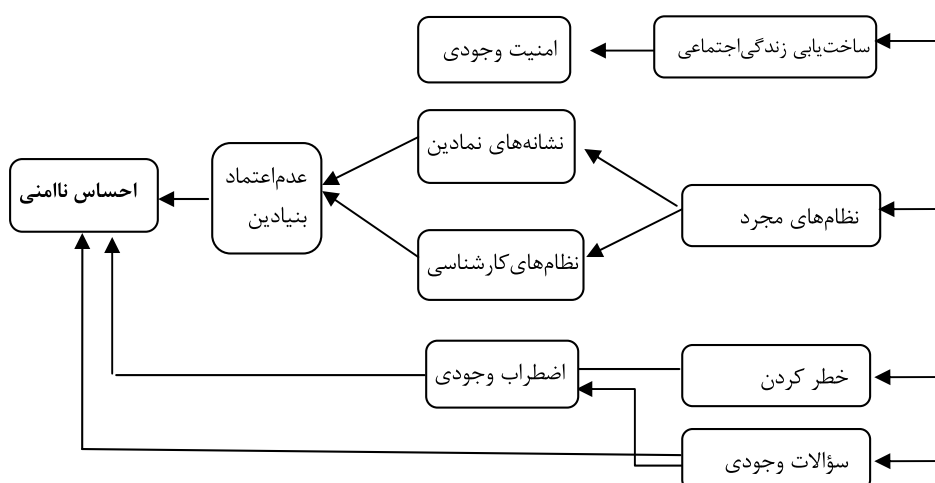 ساخت‌یابی زندگی‌اجتماعی
امنیت وجودی
نشانه‌های نمادین
نظام‌های مجرد
عدم‌اعتماد
بنیادین
احساس ناامنی
نظام‌های‌کارشناسی
خطر کردن
اضطراب وجودی
سؤالات وجودی